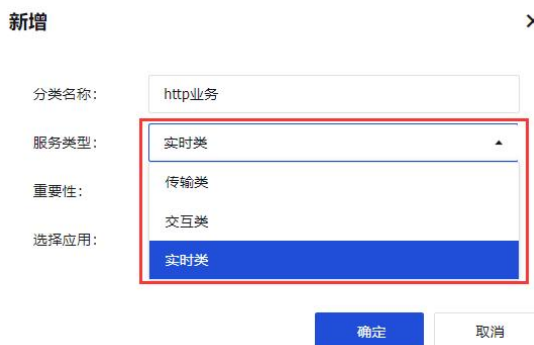 新增
分类名称： http业务
服务类型： 实时类
重要性： 传输类
交互类
选择应用： 实时类
确定 取消